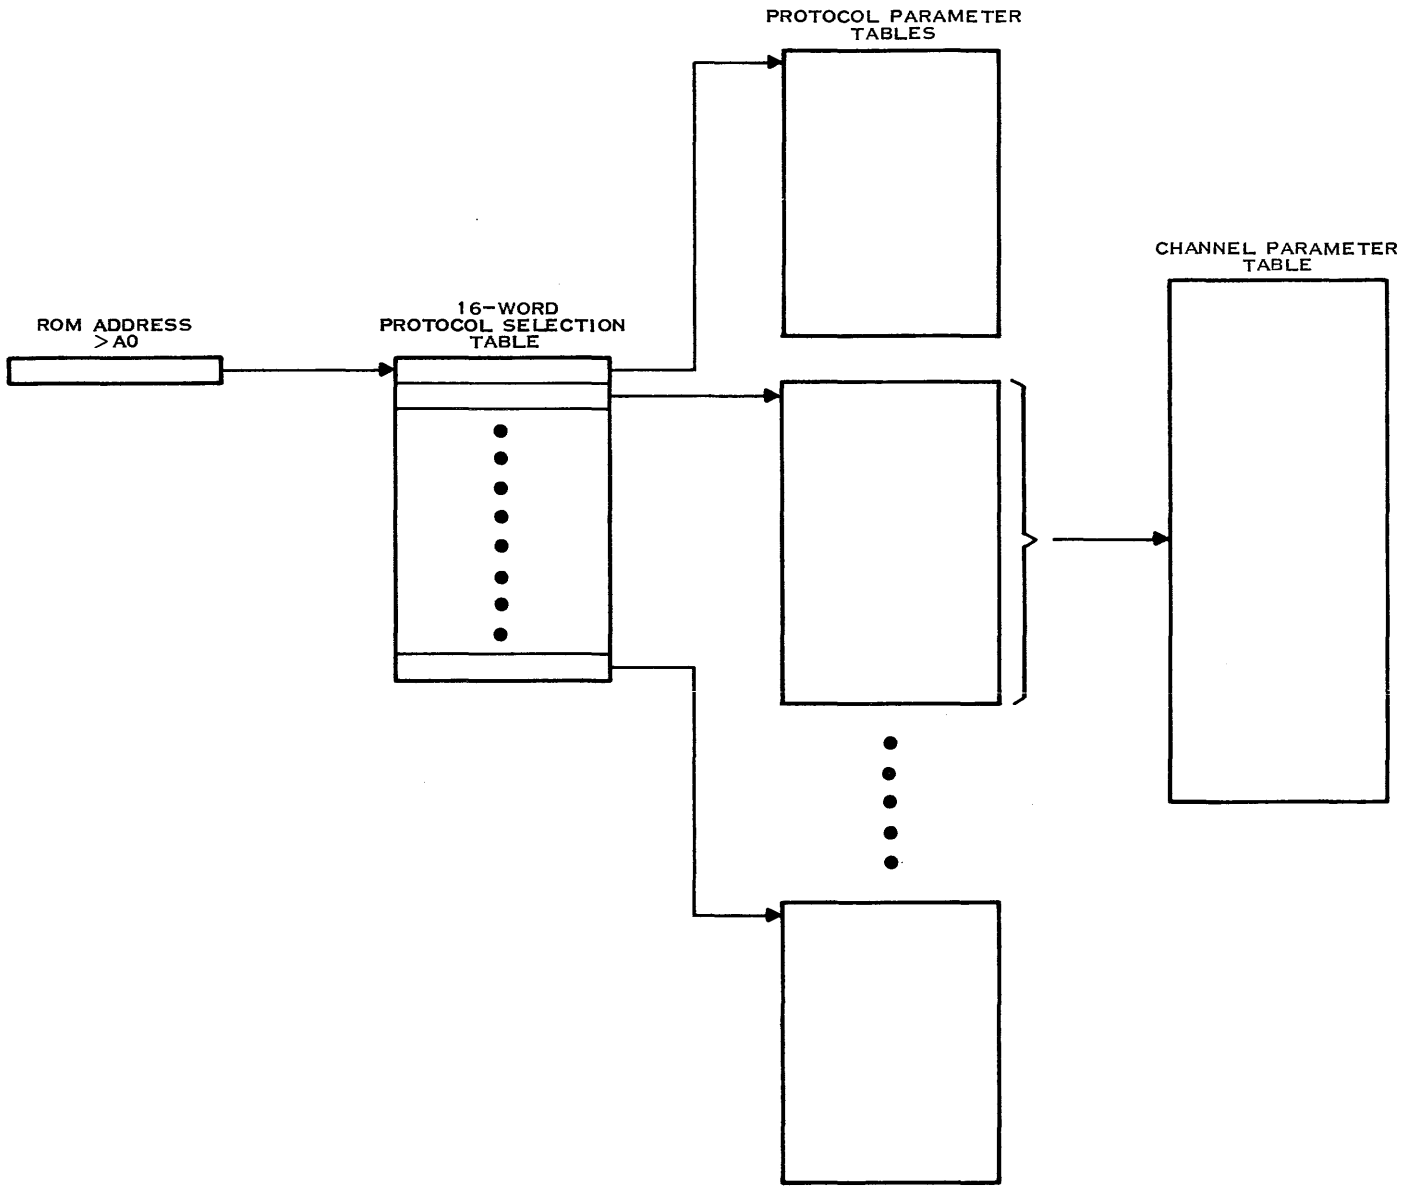 PROTOCOL PARAMETER
TABLES
CHANNEL PARAMETER
TABLE
16-WORD
PROTOCOL SELECTION
TABLE
ROM ADDRESS
>A0